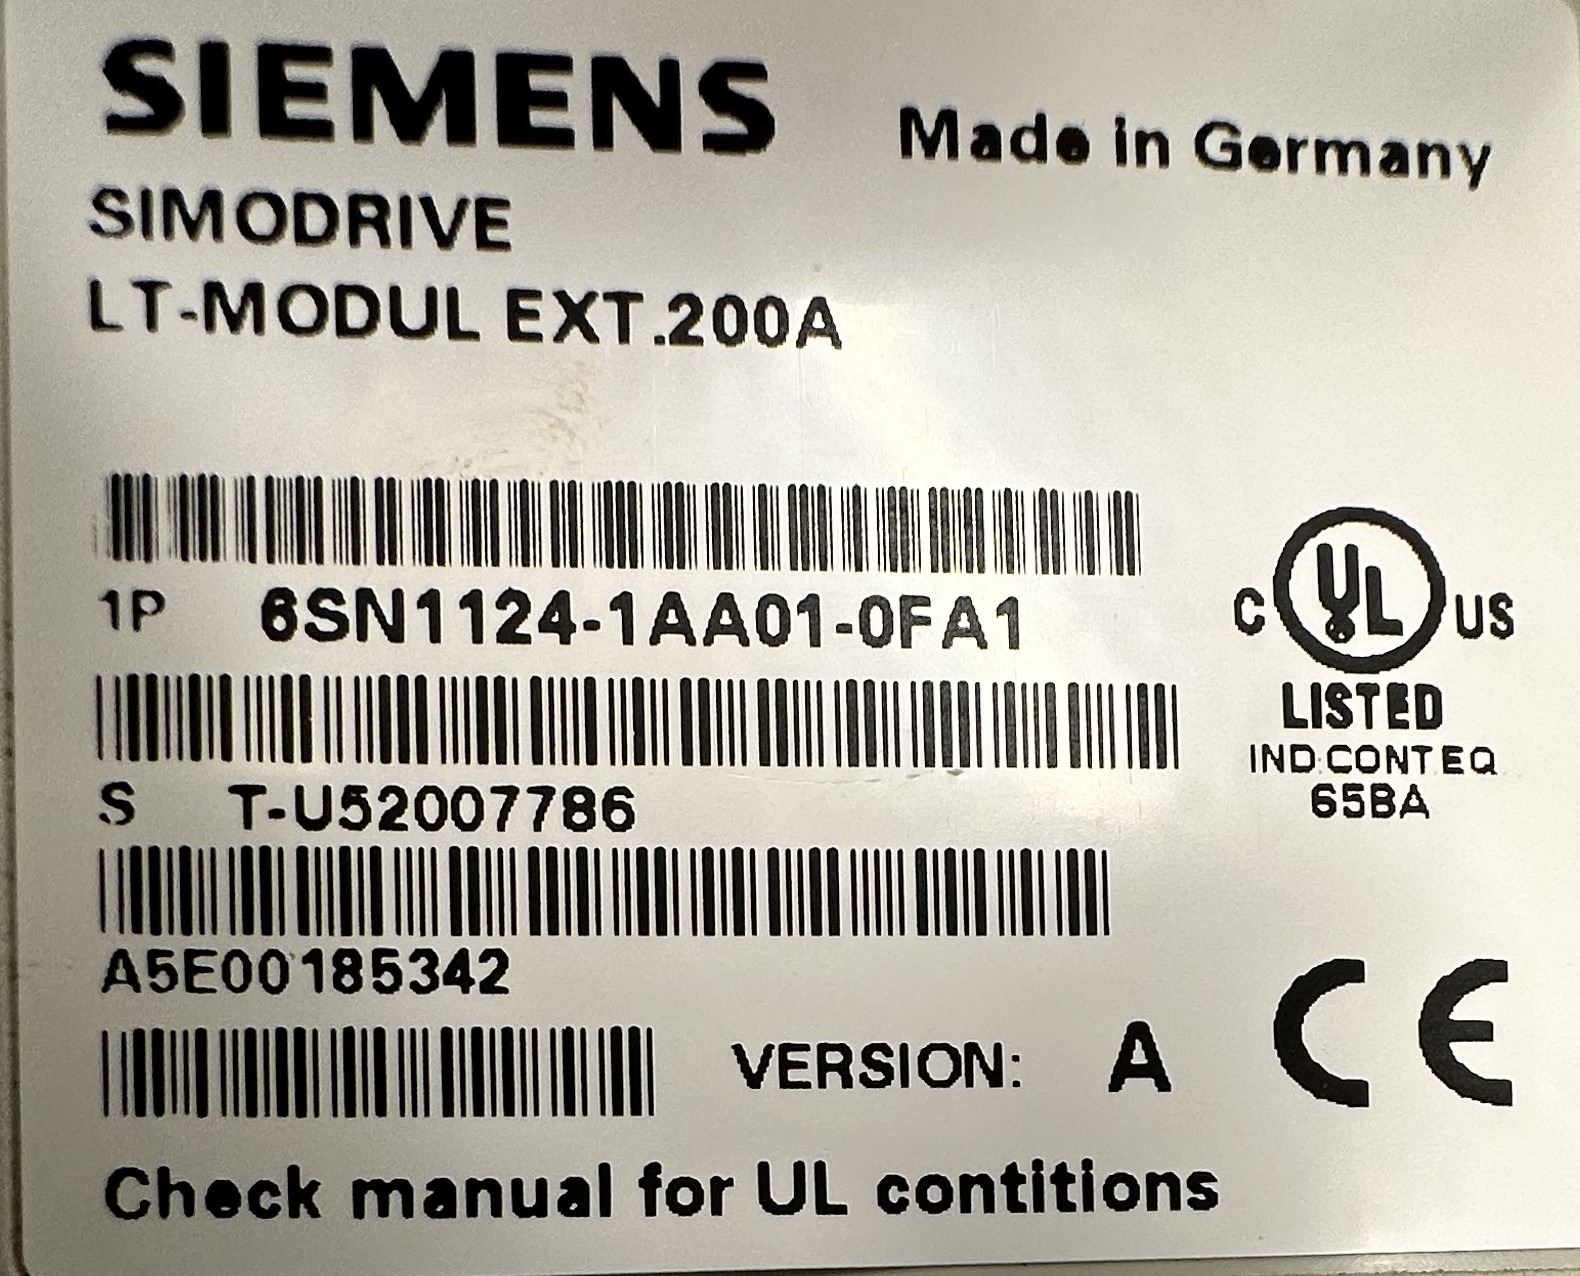 SIEMENS
Made in Germany
SIMODRIVE
LT-MODUL EXT.200A
1P 6SN1124-1AA01-0FA1
S T-U52007786
A5E00185342
VERSION: A
C UL US
LISTED
IND.CONT.EQ
65BA
CE
Check manual for UL contitions